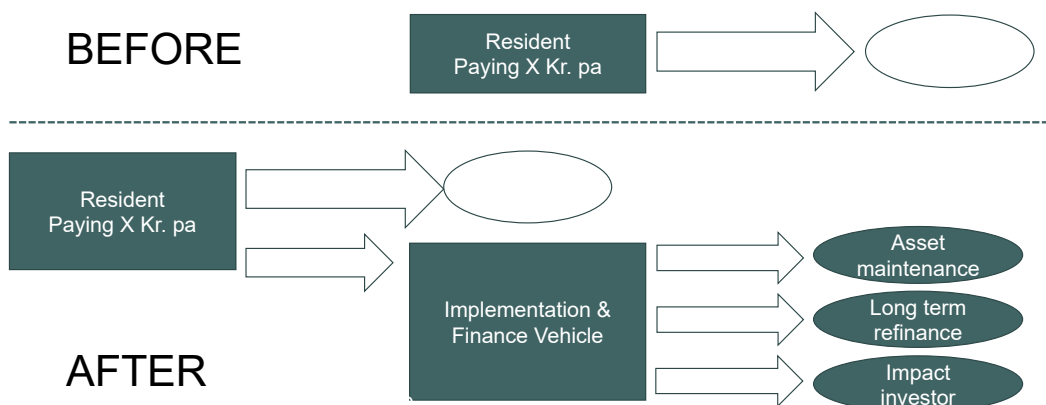 BEFORE
Resident
Paying X Kr. pa
Resident
Paying X Kr. pa
Implementation &
Finance Vehicle
Asset
maintenance
Long term
refinance
Impact
investor
AFTER